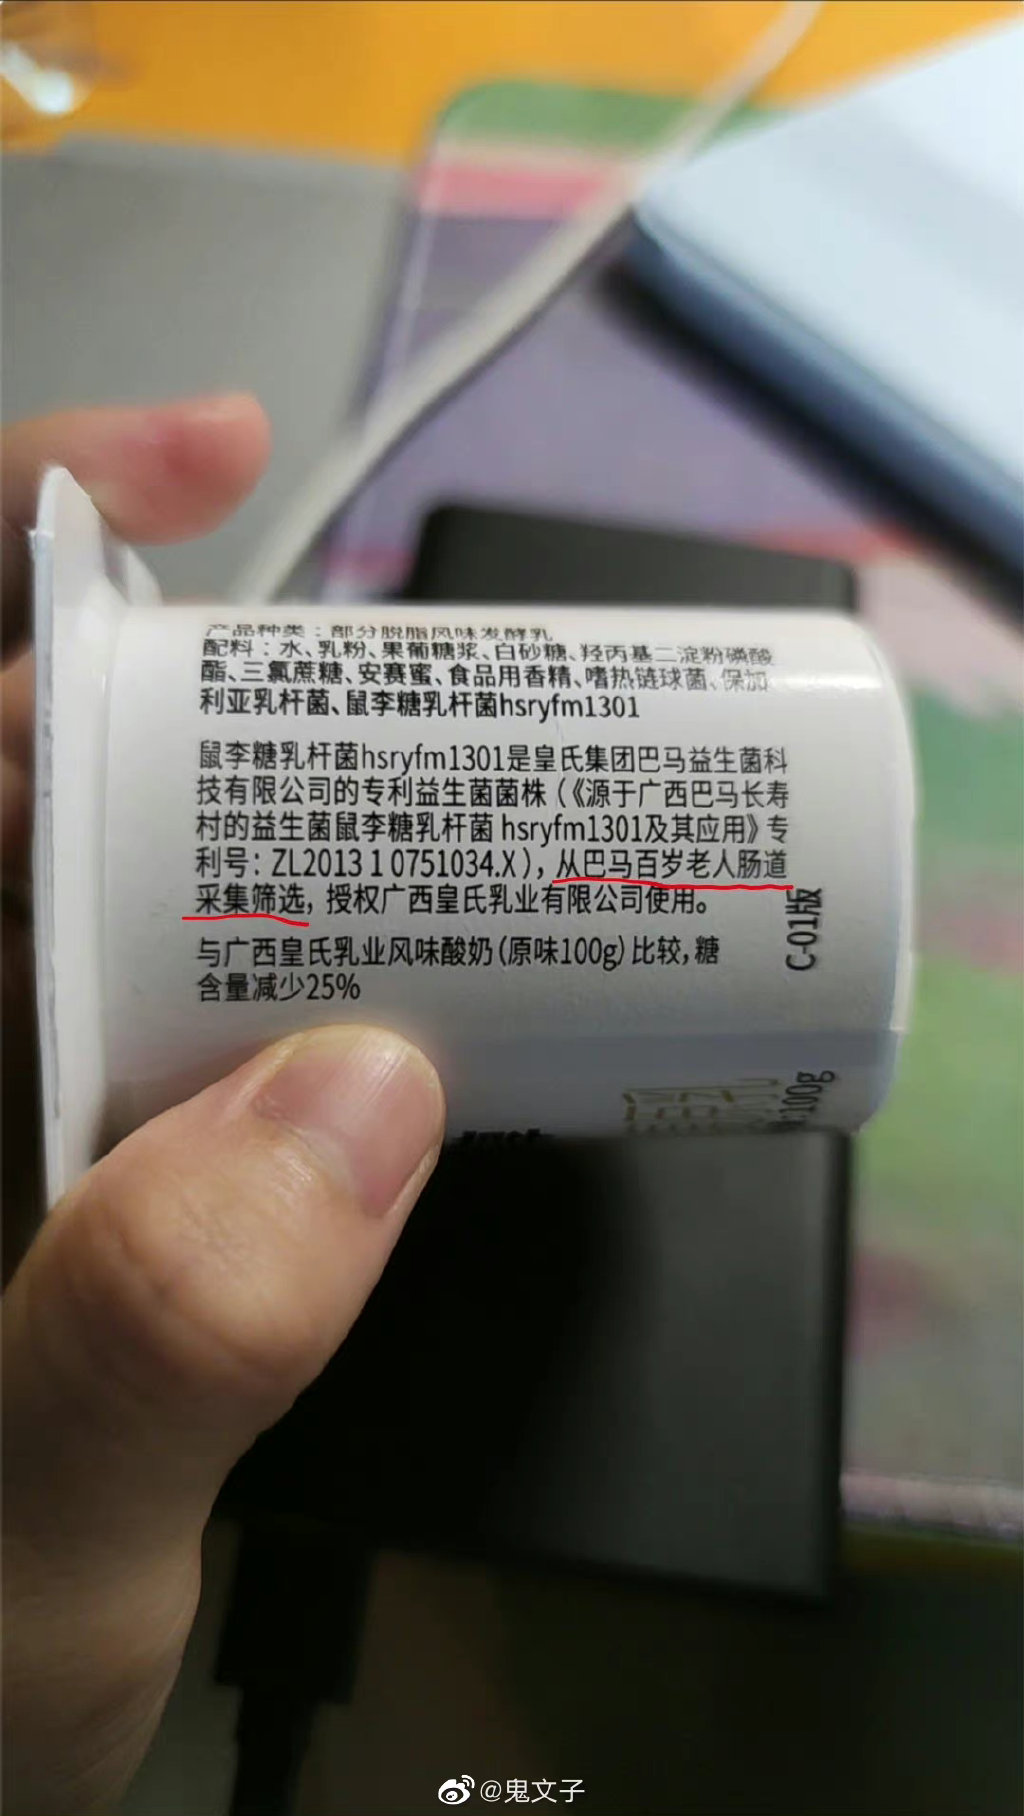 产品种类：部分脱脂风味发酵乳
配料：水、乳粉、果葡糖浆、白砂糖、羟丙基二淀粉磷酸
酯、三氯蔗糖、安赛蜜、食品用香精、嗜热链球菌、保加
利亚乳杆菌、鼠李糖乳杆菌hsryfm1301
鼠李糖乳杆菌hsryfm1301是皇氏集团巴马益生菌科
技有限公司的专利益生菌菌株（《源于广西巴马长寿
村的益生菌鼠李糖乳杆菌 hsryfm1301及其应用》专
利号：ZL2013 1 0751034.X），从巴马百岁老人肠道
采集筛选，授权广西皇氏乳业有限公司使用。
与广西皇氏乳业风味酸奶（原味100g）比较，糖
含量减少25%
C-01版
100g
@鬼文子